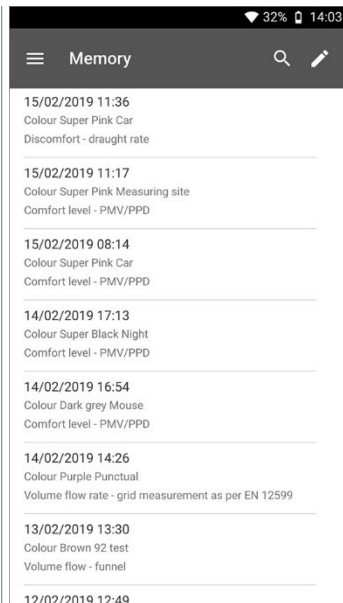 32% 14:03
Memory
15/02/2019 11:36
Colour Super Pink Car
Discomfort - draught rate
15/02/2019 11:17
Colour Super Pink Measuring site
Comfort level - PMV/PPD
15/02/2019 08:14
Colour Super Pink Car
Comfort level - PMV/PPD
14/02/2019 17:13
Colour Super Black Night
Comfort level - PMV/PPD
14/02/2019 16:54
Colour Dark grey Mouse
Comfort level - PMV/PPD
14/02/2019 14:26
Colour Purple Punctual
Volume flow rate - grid measurement as per EN 12599
13/02/2019 13:30
Colour Brown 92 test
Volume flow - funnel
12/02/2019 12:49